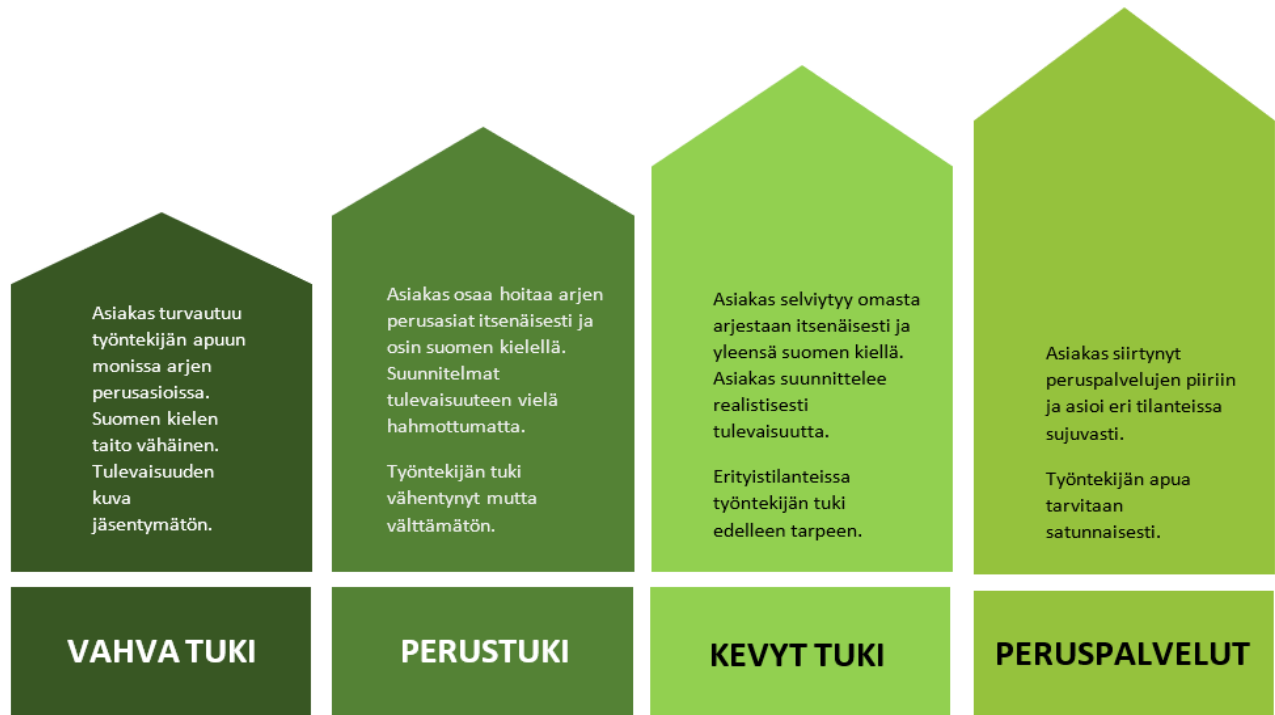 Asiakas turvautuu
työntekijän apuun
monissa arjen
perusasioissa.
Suomen kielen
taito vähäinen.
Tulevaisuuden
kuva
jäsentymätön.
VAHVA TUKI
Asiakas osaa hoitaa arjen
perusasiat itsenäisesti ja
osin suomen kielellä.
Suunnitelmat
tulevaisuuteen vielä
hahmottumatta.
Työntekijän tuki
vähentynyt mutta
välttämätön.
PERUSTUKI
Asiakas selviytyy omasta
arjestaan itsenäisesti ja
yleensä suomen kiellä.
Asiakas suunnittelee
realistisesti
tulevaisuutta.
Erityistilanteissa
työntekijän tuki
edelleen tarpeen.
KEVYT TUKI
Asiakas siirtynyt
peruspalvelujen piiriin
ja asioi eri tilanteissa
sujuvasti.
Työntekijän apua
tarvitaan
satunnaisesti.
PERUSPALVELUT